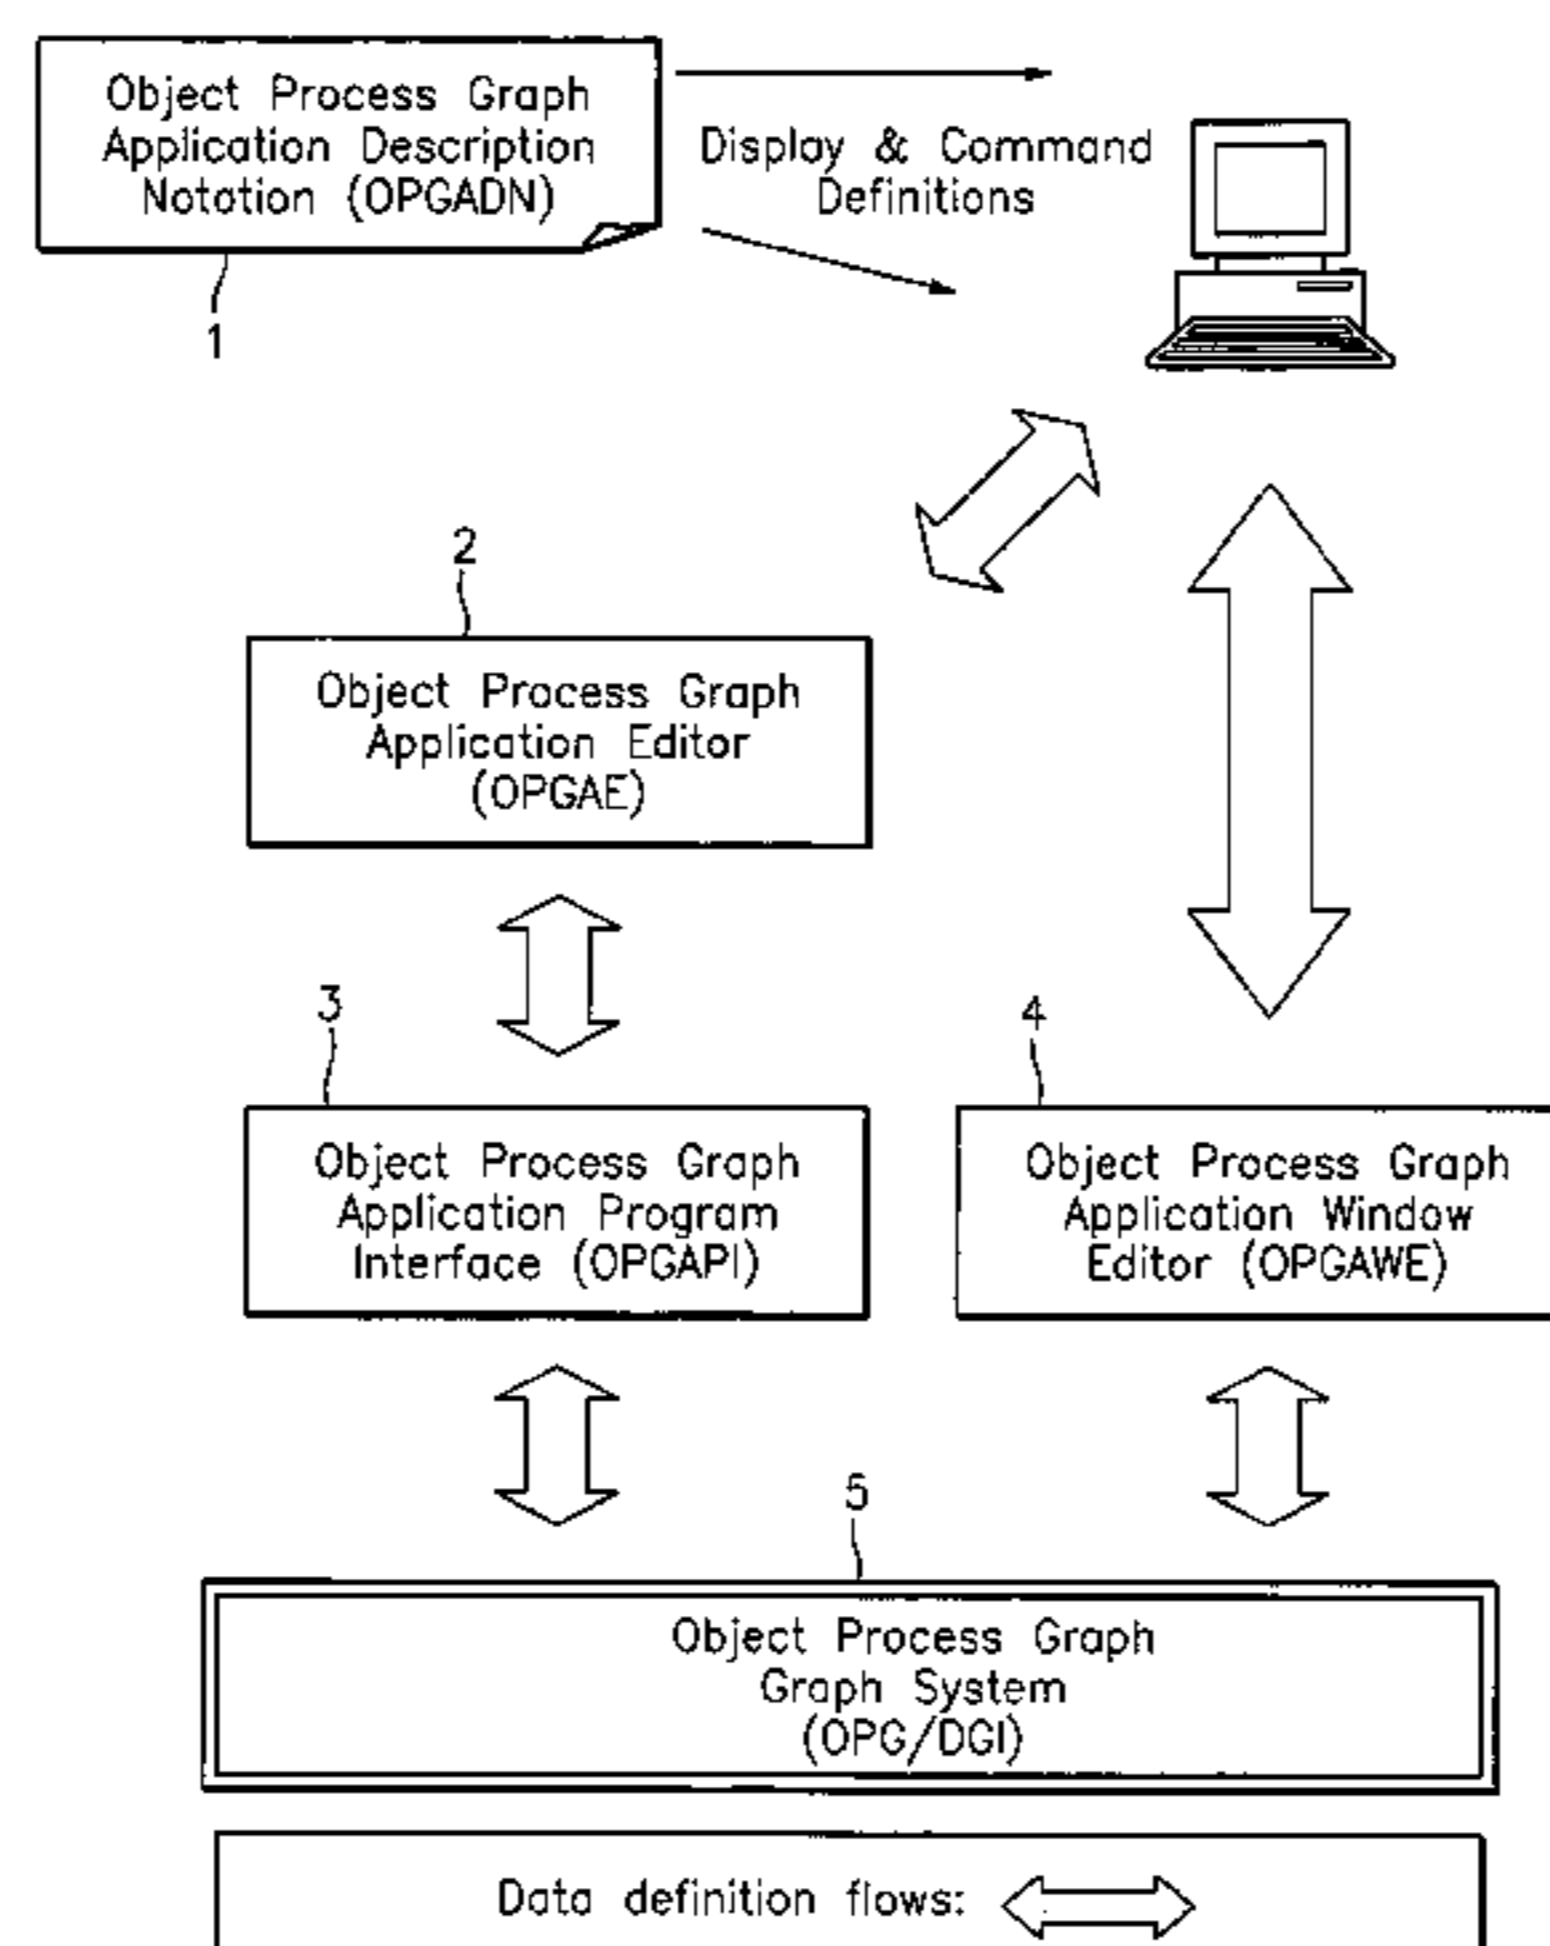 Object Process Graph
Application Description
Notation (OPGADN)
Display & Command
Definitions
1
2
Object Process Graph
Application Editor
(OPGAE)
3
4
Object Process Graph
Application Program
Interface (OPGAPI)
Object Process Graph
Application Window
Editor (OPGAWE)
5
Object Process Graph
Graph System
(OPG/DGI)
Data definition flows: